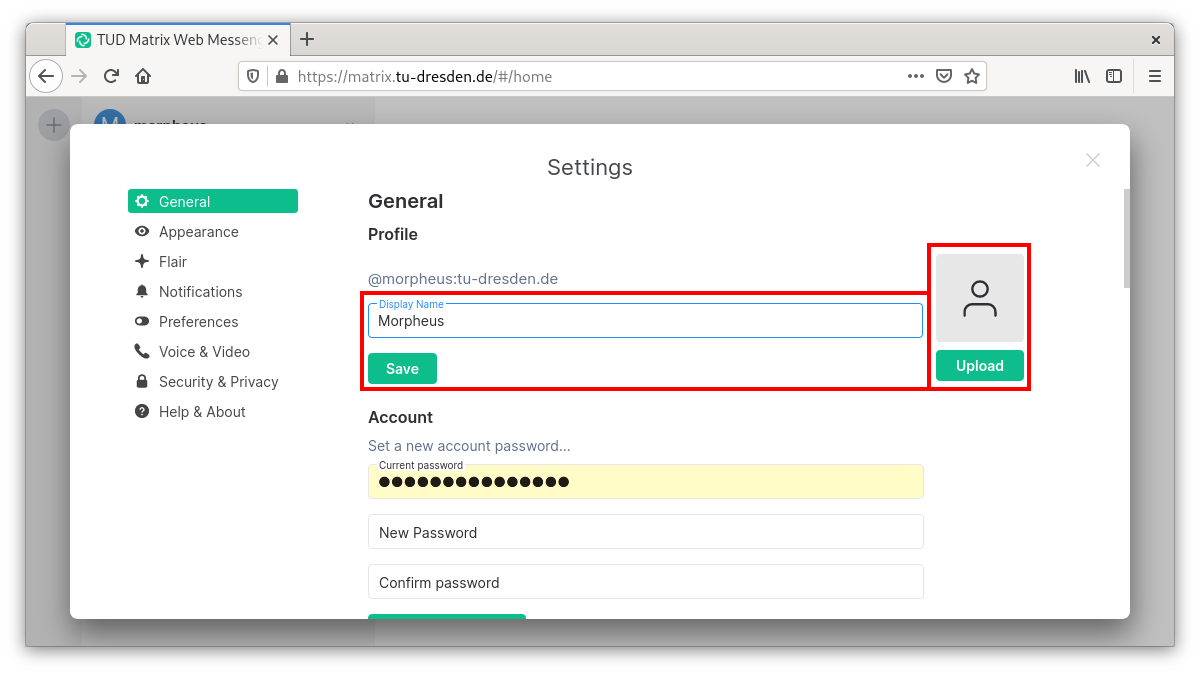 TUD Matrix Web Messeng
https://matrix.tu-dresden.de/#/home
M morpheus
Settings
General
Appearance
Flair
Notifications
Preferences
Voice & Video
Security & Privacy
Help & About
General
Profile
@morpheus:tu-dresden.de
Display Name
Morpheus
Save
Upload
Account
Set a new account password...
Current password
●●●●●●●●●●●●●●●
New Password
Confirm password